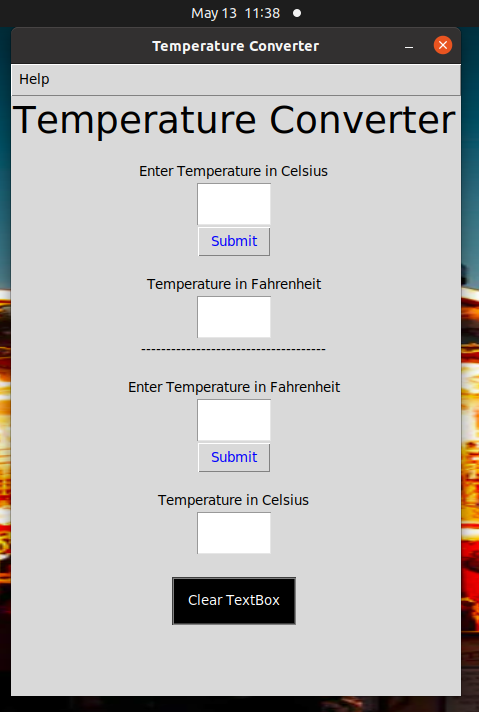 May 13 11:38
Temperature Converter
Help
Temperature Converter
Enter Temperature in Celsius
Submit
Temperature in Fahrenheit
-------------------------------------
Enter Temperature in Fahrenheit
Submit
Temperature in Celsius
Clear TextBox